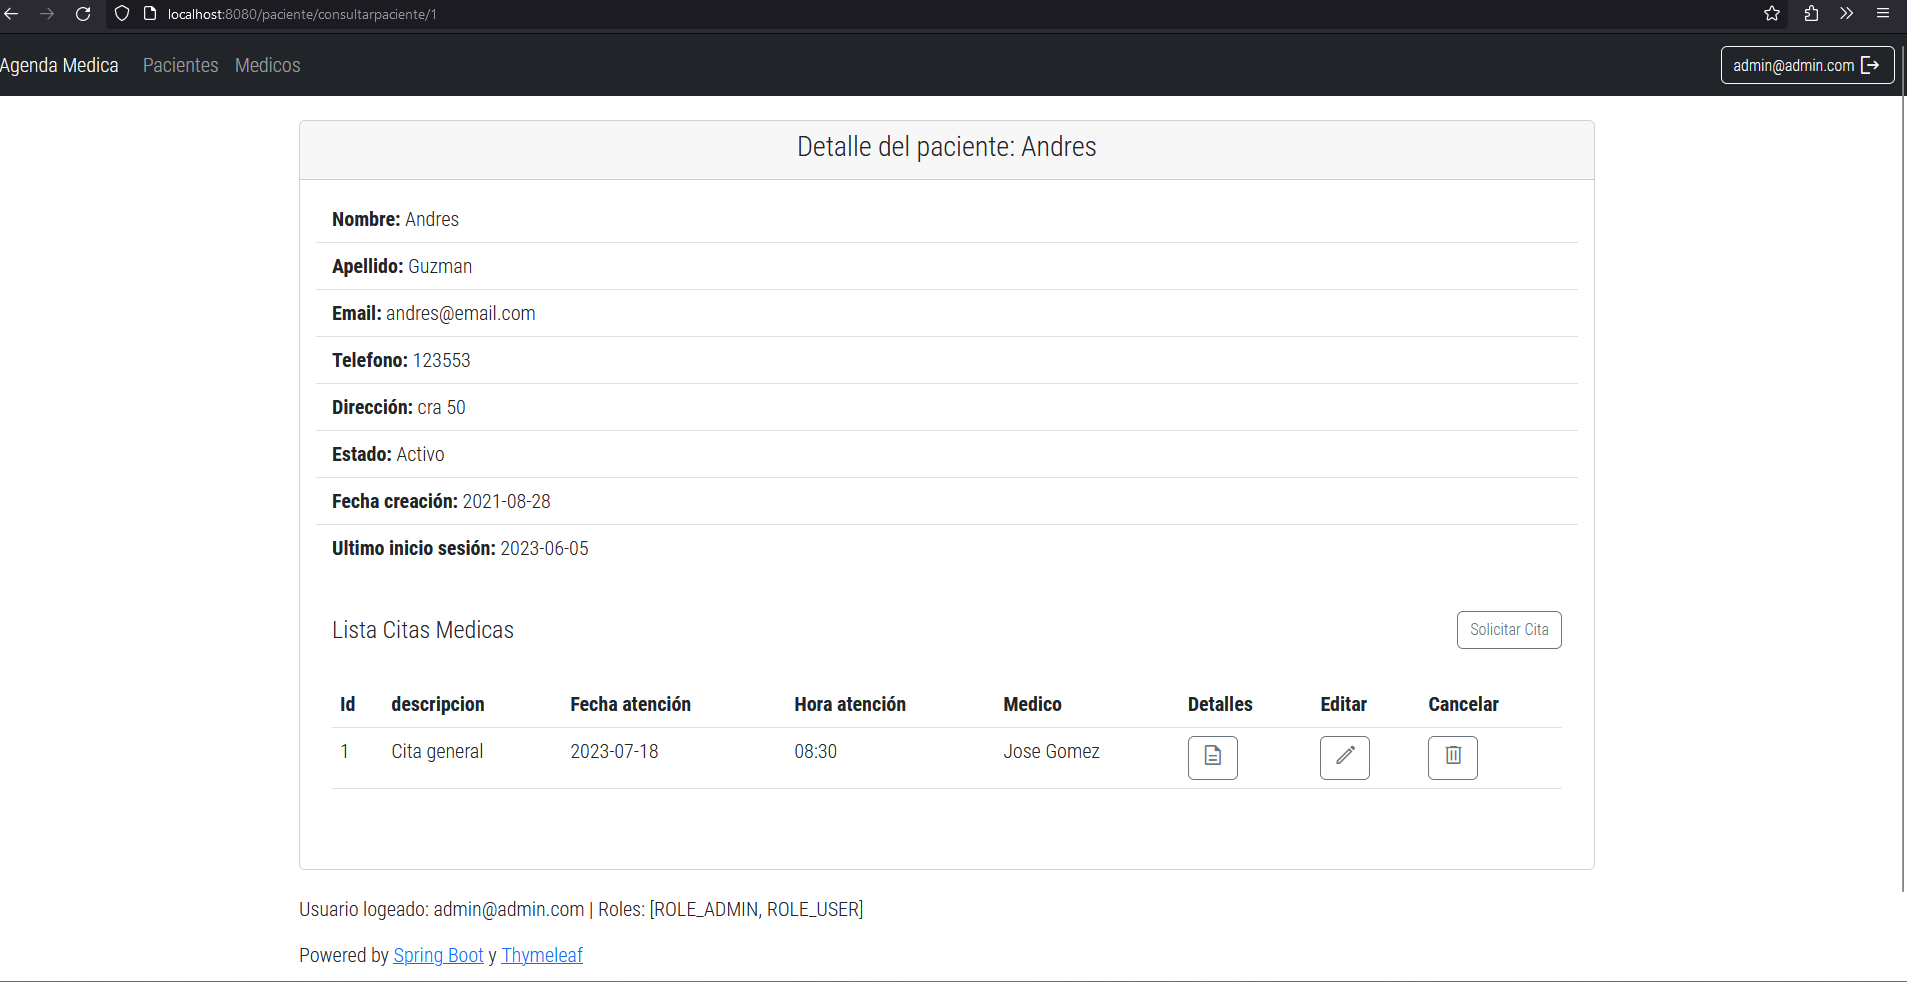 localhost:8080/paciente/consultarpaciente/1
Agenda Medica Pacientes Medicos admin@admin.com
Detalle del paciente: Andres
Nombre: Andres
Apellido: Guzman
Email: andres@email.com
Telefono: 123553
Dirección: cra 50
Estado: Activo
Fecha creación: 2021-08-28
Ultimo inicio sesión: 2023-06-05
Lista Citas Medicas Solicitar Cita
Id descripcion Fecha atención Hora atención Medico Detalles Editar Cancelar
1 Cita general 2023-07-18 08:30 Jose Gomez
Usuario logeado: admin@admin.com | Roles: [ROLE_ADMIN, ROLE_USER]
Powered by Spring Boot y Thymeleaf